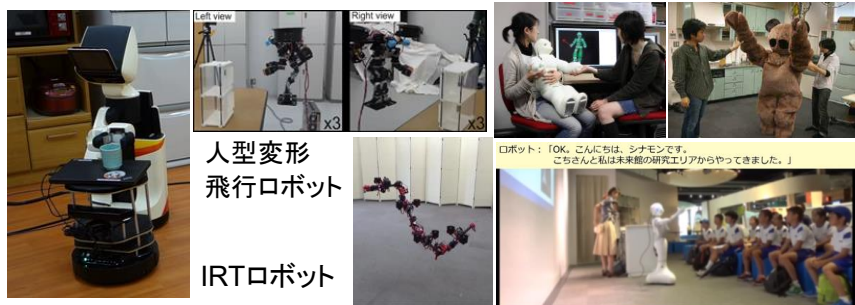 Left view
Right view
x3
x3
人型変形
飛行ロボット
IRTロボット
ロボット：「OK。こんにちは、シナモンです。
こちさんと私は未来館の研究エリアからやってきました。」